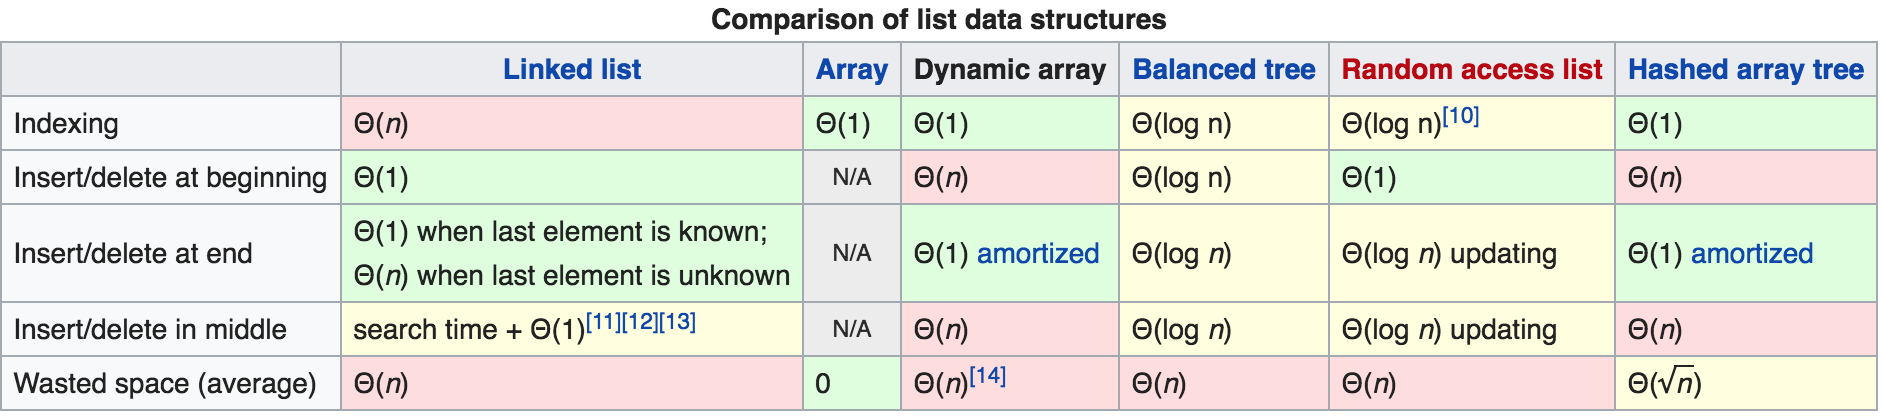 Comparison of list data structures
Linked list Array Dynamic array Balanced tree Random access list Hashed array tree
Indexing Θ(n) Θ(1) Θ(1) Θ(log n) Θ(log n)[10] Θ(1)
Insert/delete at beginning Θ(1) N/A Θ(n) Θ(log n) Θ(1) Θ(n)
Insert/delete at end Θ(1) when last element is known; Θ(n) when last element is unknown N/A Θ(1) amortized Θ(log n) Θ(log n) updating Θ(1) amortized
Insert/delete in middle search time + Θ(1)[11][12][13] N/A Θ(n) Θ(log n) Θ(log n) updating Θ(n)
Wasted space (average) Θ(n) 0 Θ(n)[14] Θ(n) Θ(n) Θ(√n)